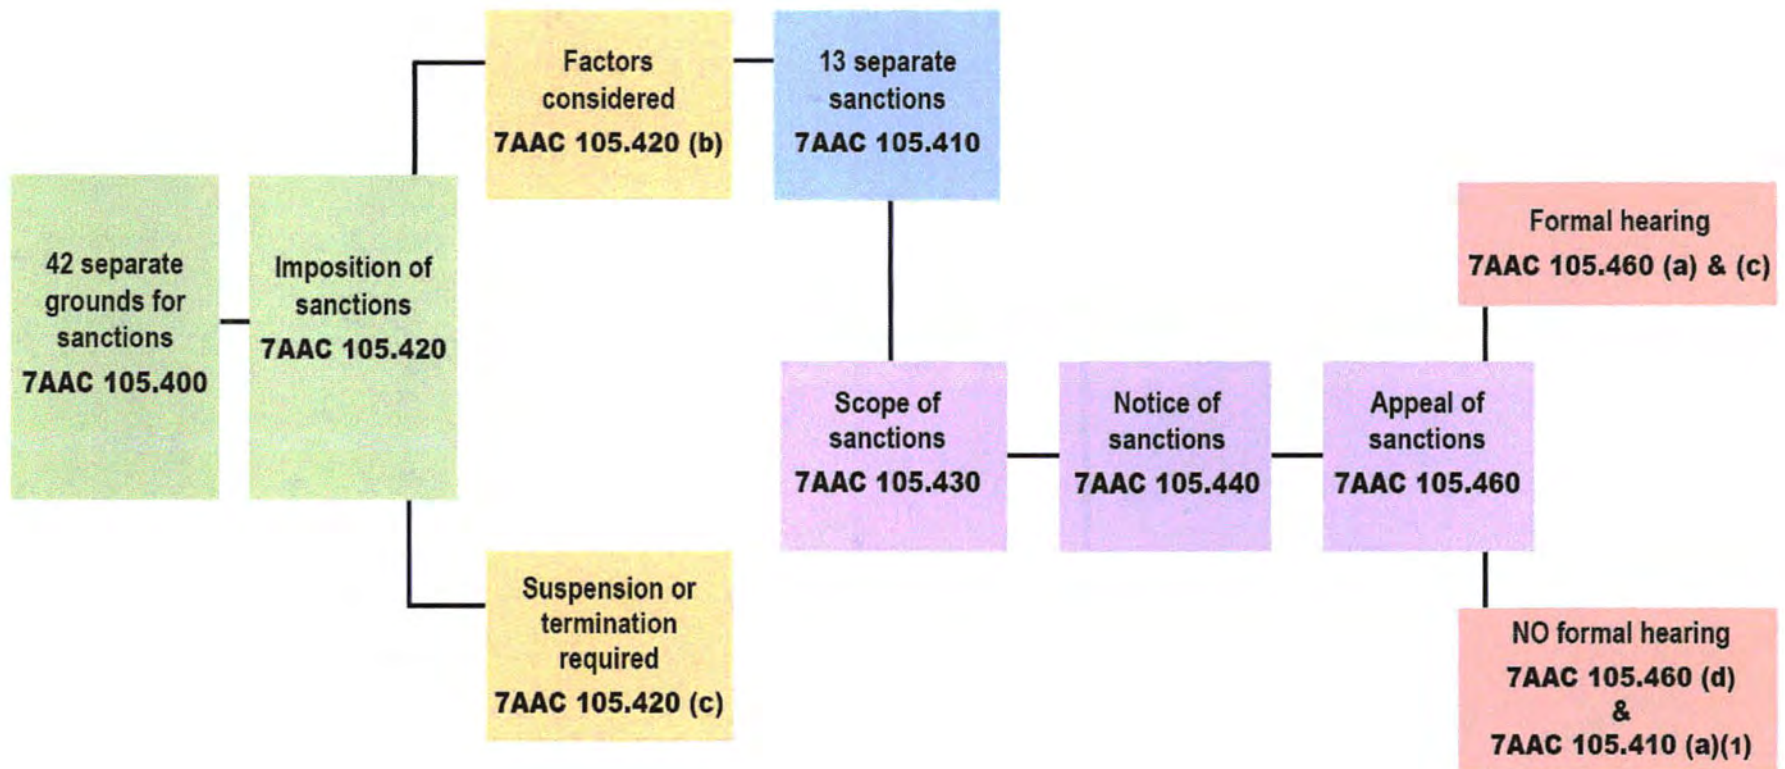 42 separate
grounds for
sanctions
7AAC 105.400
Imposition of
sanctions
7AAC 105.420
Factors
considered
7AAC 105.420 (b)
13 separate
sanctions
7AAC 105.410
Suspension or
termination
required
7AAC 105.420 (c)
Scope of
sanctions
7AAC 105.430
Notice of
sanctions
7AAC 105.440
Appeal of
sanctions
7AAC 105.460
Formal hearing
7AAC 105.460 (a) & (c)
NO formal hearing
7AAC 105.460 (d)
&
7AAC 105.410 (a)(1)